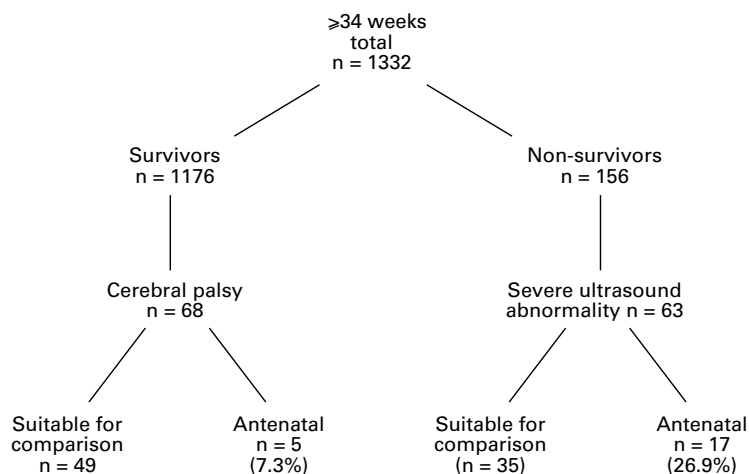 ⩾34 weeks
total
n = 1332
Survivors
n = 1176
Non-survivors
n = 156
Cerebral palsy
n = 68
Severe ultrasound
abnormality n = 63
Suitable for
comparison
n = 49
Antenatal
n = 5
(7.3%)
Suitable for
comparison
(n = 35)
Antenatal
n = 17
(26.9%)